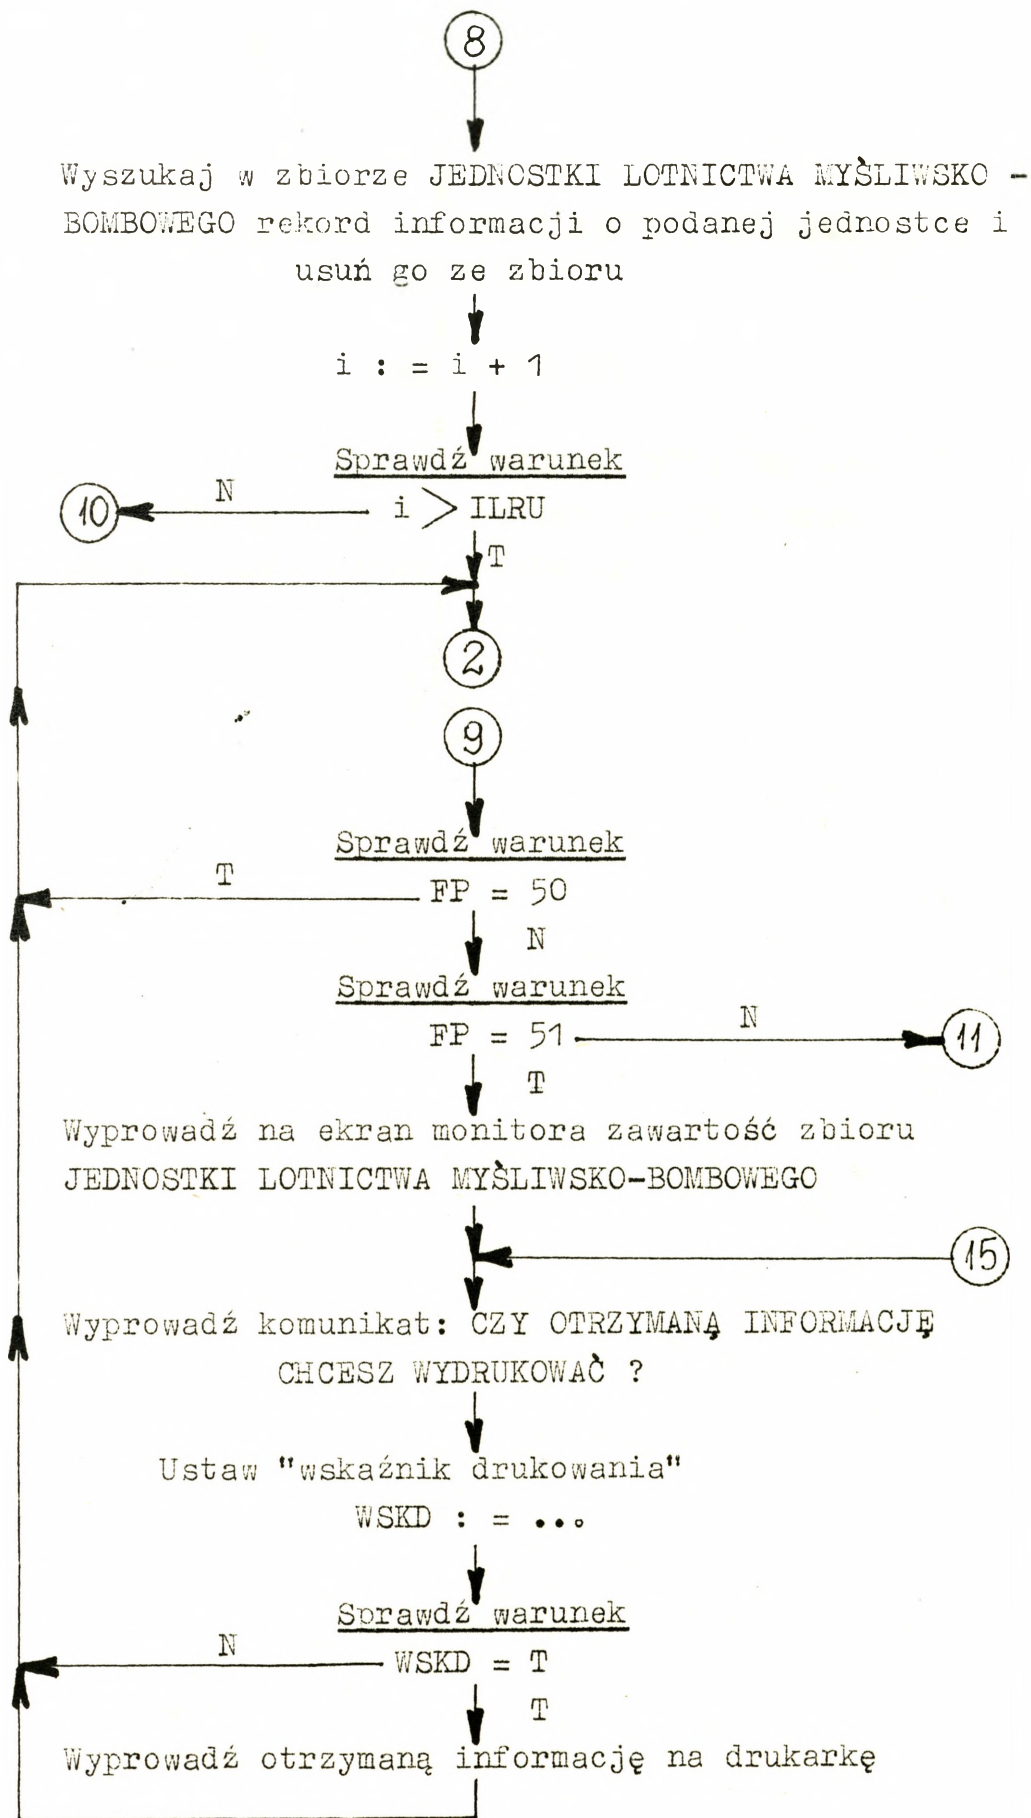 8
Wyszukaj w zbiorze JEDNOSTKI LOTNICTWA MYŚLIWSKO -
BOMBOWEGO rekord informacji o podanej jednostce i
usuń go ze zbioru
i : = i + 1
Sprawdź warunek
N
10
i > ILRU
T
2
9
Sprawdź warunek
T
FP = 50
N
Sprawdź warunek
FP = 51
N
11
T
Wyprowadź na ekran monitora zawartość zbioru
JEDNOSTKI LOTNICTWA MYŚLIWSKO-BOMBOWEGO
15
Wyprowadź komunikat: CZY OTRZYMANĄ INFORMACJĘ
CHCESZ WYDRUKOWAĆ ?
Ustaw "wskaźnik drukowania"
WSKD : = ...
Sprawdź warunek
N
WSKD = T
T
Wyprowadź otrzymaną informację na drukarkę